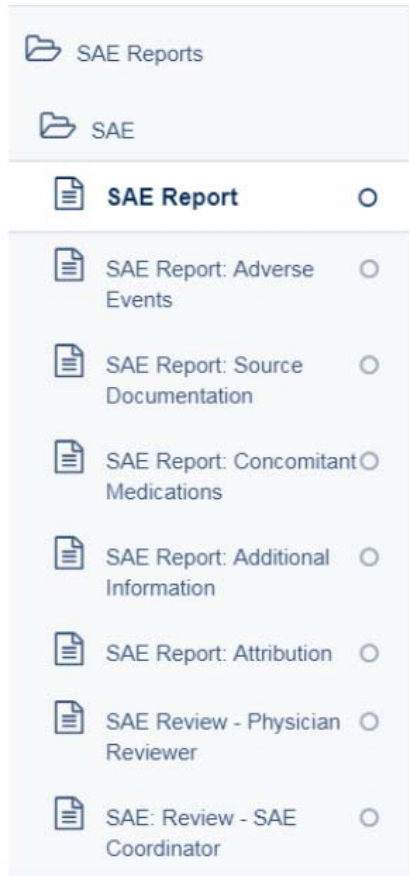 SAE Reports
SAE
SAE Report
SAE Report: Adverse
Events
SAE Report: Source
Documentation
SAE Report: Concomitant
Medications
SAE Report: Additional
Information
SAE Report: Attribution
SAE Review - Physician
Reviewer
SAE: Review - SAE
Coordinator